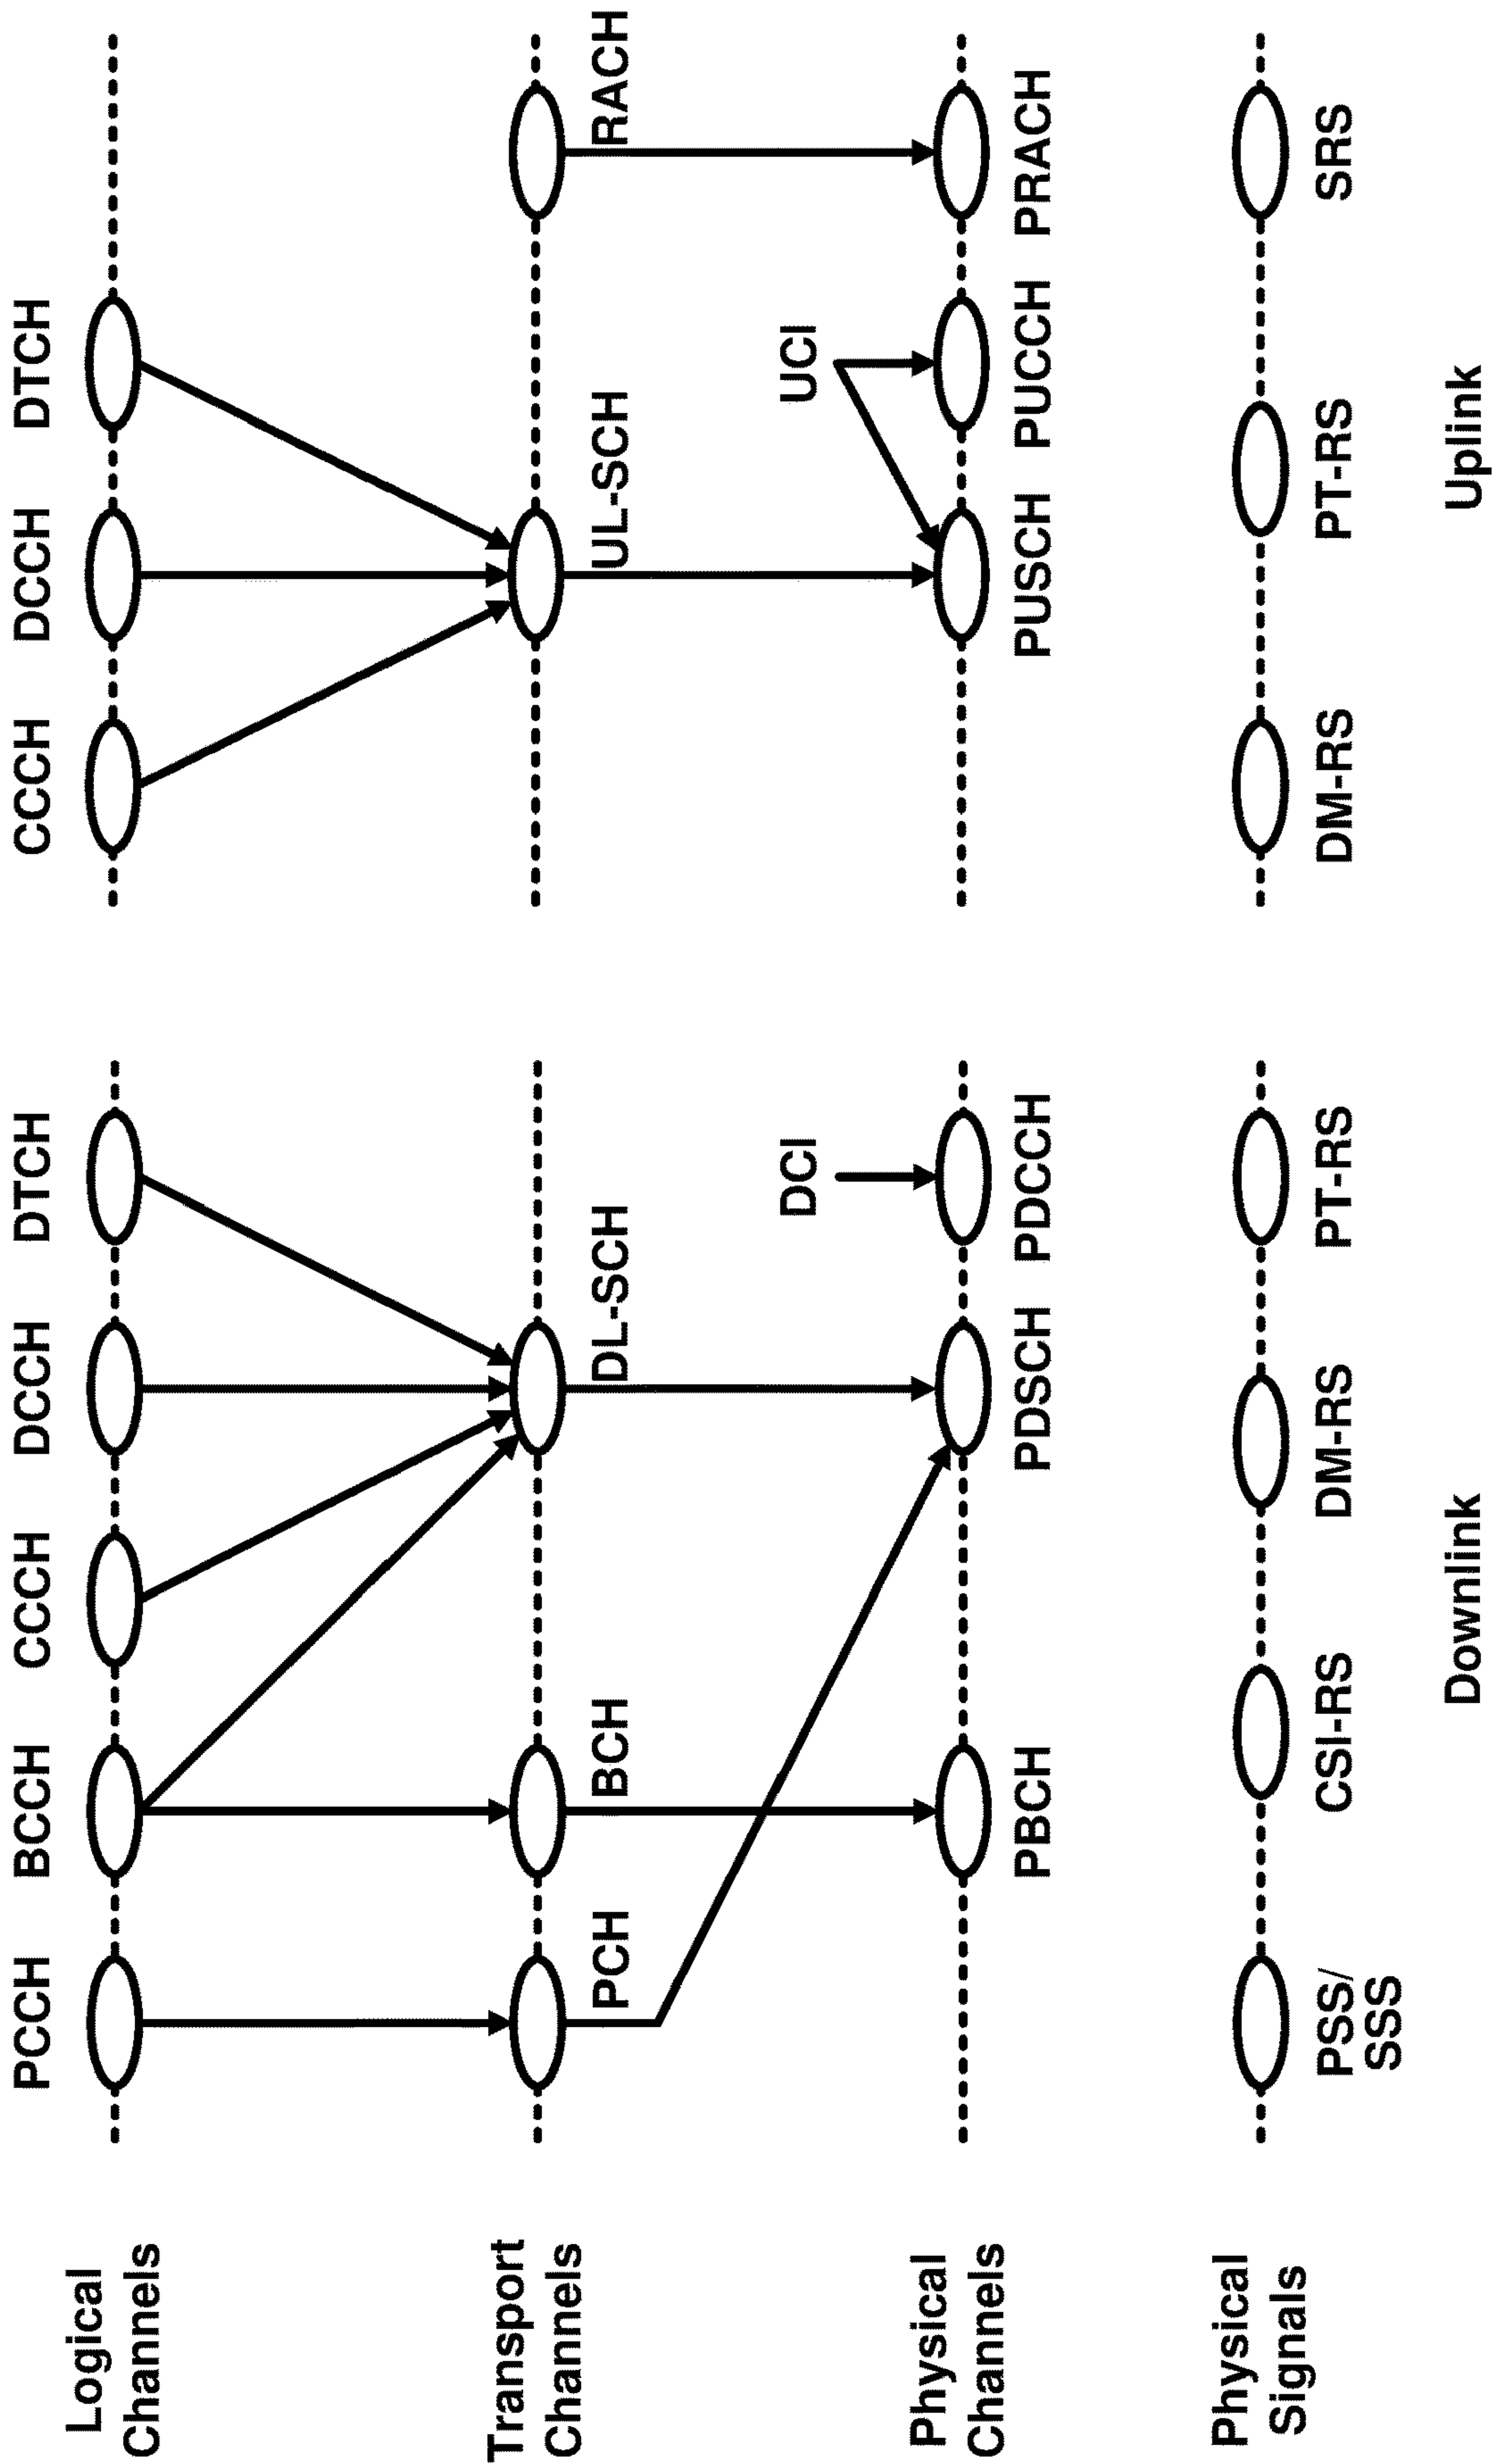 Logical
Channels
PCCH BCCH CCCH DCCH DTCH CCCH DCCH DTCH
Transport
Channels
PCH BCH DL-SCH UL-SCH RACH
DCI UCI
Physical
Channels
PBCH PDSCH PDCCH PUSCH PUCCH PRACH
Physical
Signals
PSS/
SSS
CSI-RS DM-RS PT-RS DM-RS PT-RS SRS
Downlink Uplink